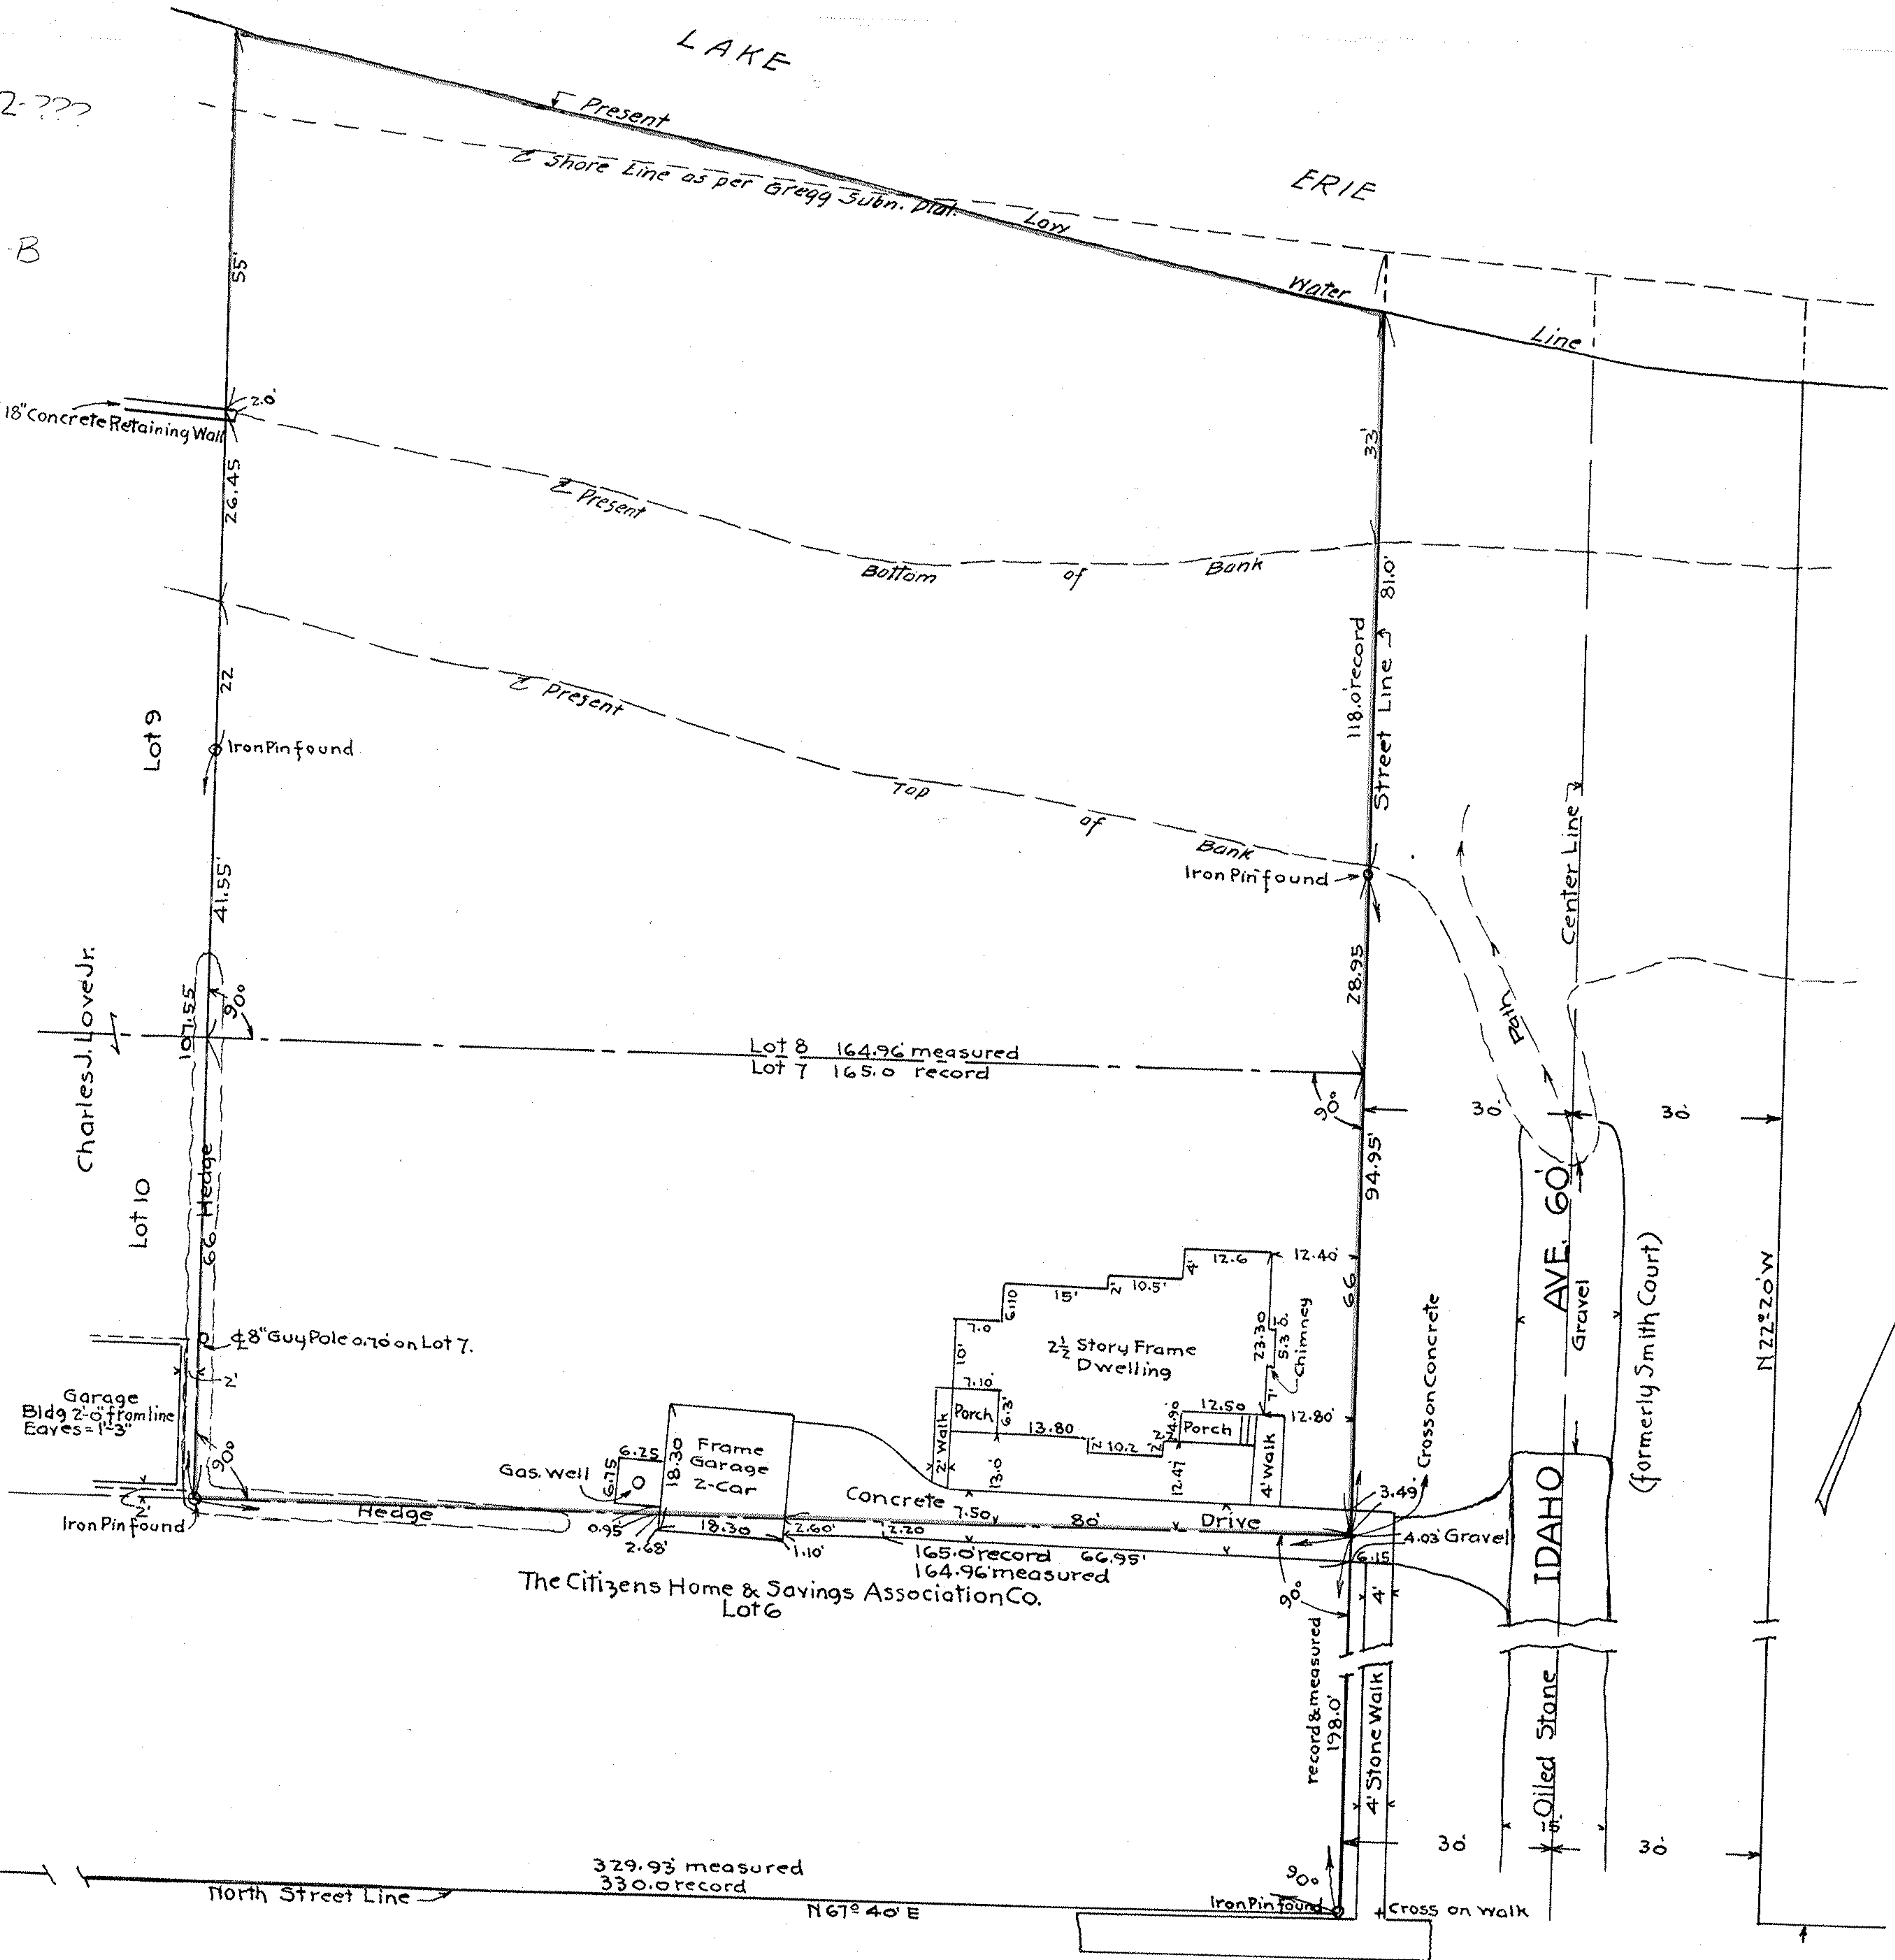 LAKE
ERIE
2-???
-B
Present
Low
Water
Line
Shore Line as per Gregg Subn. Plat.
55'
2.0'
18" Concrete Retaining Wall
26.45
33'
Present
Bottom of Bank
81.0'
118.0' record
Street Line
22
Present
Top of Bank
Lot 9
Iron Pin found
Iron Pin found
Center Line
41.55'
28.95
Path
Charles J. Love Jr.
107.55
90°
Lot 8 164.96' measured
Lot 7 165.0 record
90°
30'
30'
94.95'
Lot 10
66 Hedge
AVE. 60'
Gravel
(formerly Smith Court)
N 22° 20' W
12.6
12.40'
4'
10.5'
2'
15'
6.10
7.0
10'
66
2 1/2 Story Frame
Dwelling
23.30
5.30
Chimney
7'
Cross on Concrete
℄ 8" Guy Pole 0.70' on Lot 7.
2'
7.10'
Porch
6.3'
12.50
12.80'
4.90
Porch
13.80
2'
10.2
2'
2'
Garage
Bldg 2'-0" from line
Eaves = 1'-3"
90°
2' Walk
13.0'
12.47
4' Walk
Frame
Garage
2-Car
18.30
6.25
6.75
Gas. Well
Concrete
7.50
80'
Drive
3.49'
4.03' Gravel
IDAHO
2'
Iron Pin found
Hedge
0.95'
2.68'
18.30
2.60'
1.10'
2.20
165.0' record 66.95'
164.96' measured
6.15
4'
90°
The Citizens Home & Savings Association Co.
Lot 6
record & measured
198.0'
4' Stone Walk
Oiled Stone
15'
30'
30'
329.93' measured
330.0 record
North Street Line
N 67° 40' E
90°
Iron Pin found
Cross on Walk